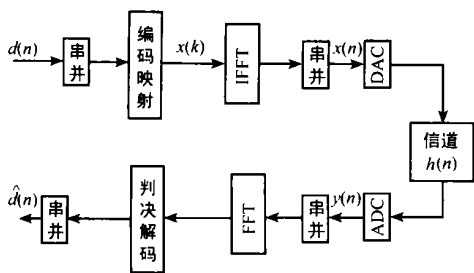 d(n)
串并
编码映射
x(k)
IFFT
串并
x(n)
DAC
信道
h(n)
d̂(n)
串并
判决解码
FFT
串并
y(n)
ADC